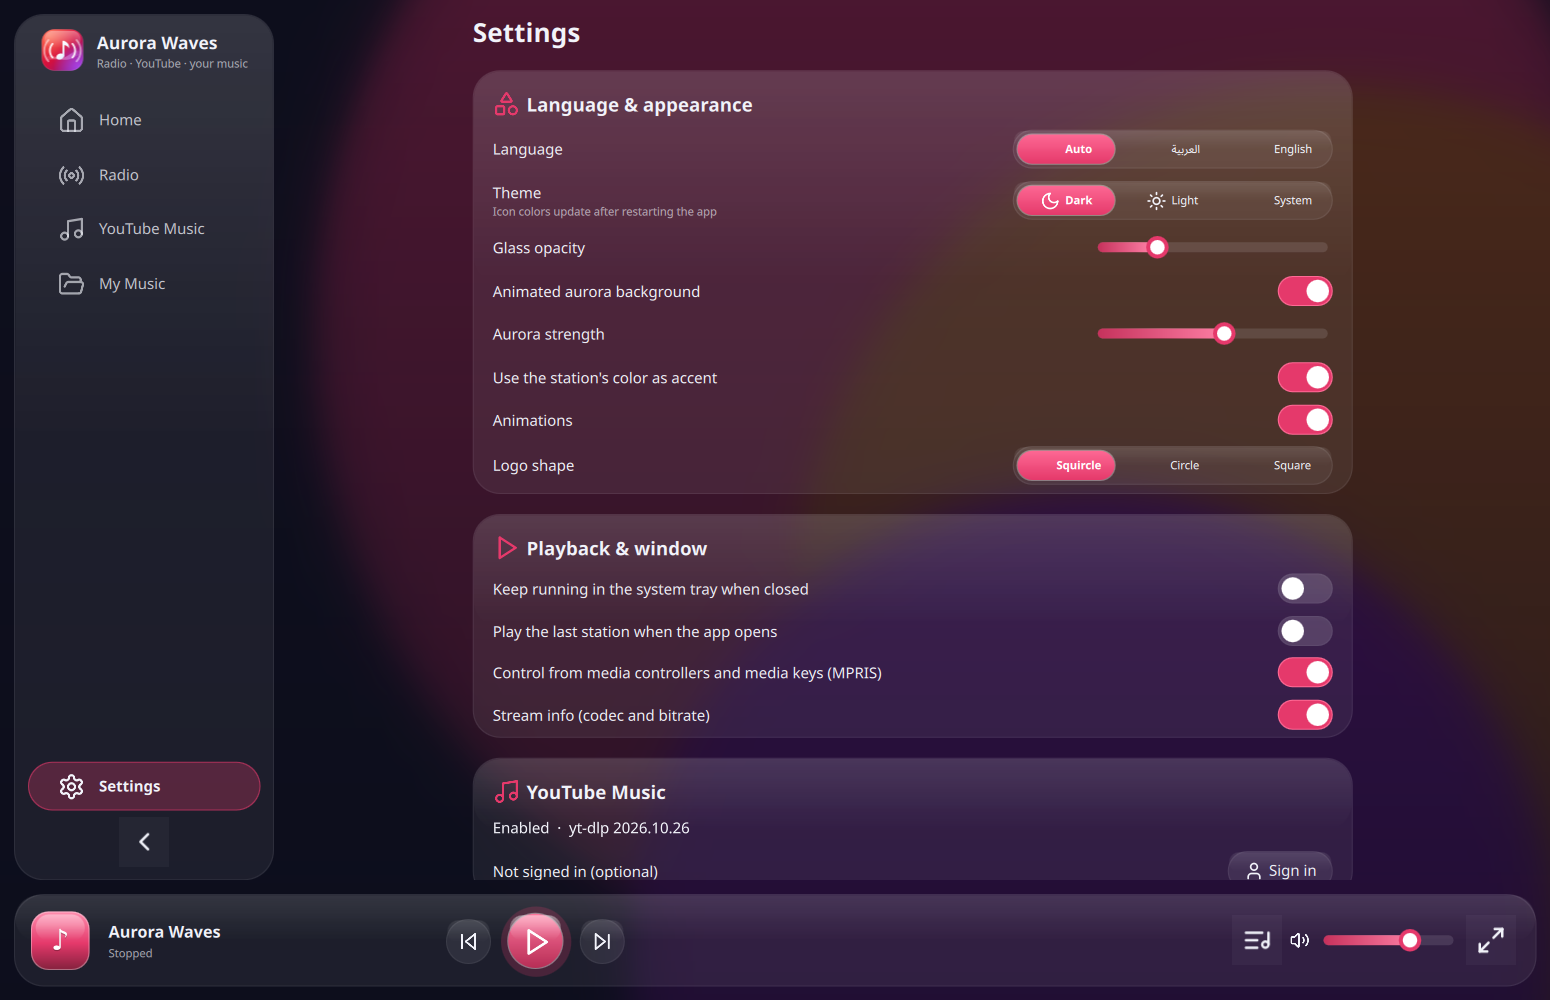 Aurora Waves
Radio · YouTube · your music
Home
Radio
YouTube Music
My Music
Settings
Settings
Language & appearance
Language
Auto
العربية
English
Theme
Icon colors update after restarting the app
Dark
Light
System
Glass opacity
Animated aurora background
Aurora strength
Use the station's color as accent
Animations
Logo shape
Squircle
Circle
Square
Playback & window
Keep running in the system tray when closed
Play the last station when the app opens
Control from media controllers and media keys (MPRIS)
Stream info (codec and bitrate)
YouTube Music
Enabled · yt-dlp 2026.10.26
Not signed in (optional)
Sign in
Aurora Waves
Stopped